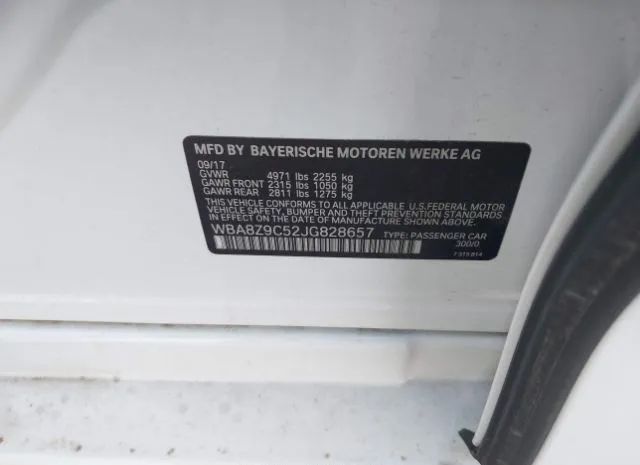 MFD BY BAYERISCHE MOTOREN WERKE AG
09/17
GVWR 4971 lbs 2255 kg
GAWR FRONT 2315 lbs 1050 kg
GAWR REAR 2811 lbs 1275 kg
THIS VEHICLE CONFORMS TO ALL APPLICABLE U.S.FEDERAL MOTOR
VEHICLE SAFETY, BUMPER, AND THEFT PREVENTION STANDARDS
IN EFFECT ON THE DATE OF MANUFACTURE SHOWN ABOVE.
WBA8Z9C52JG828657 TYPE: PASSENGER CAR
300/0
7315814